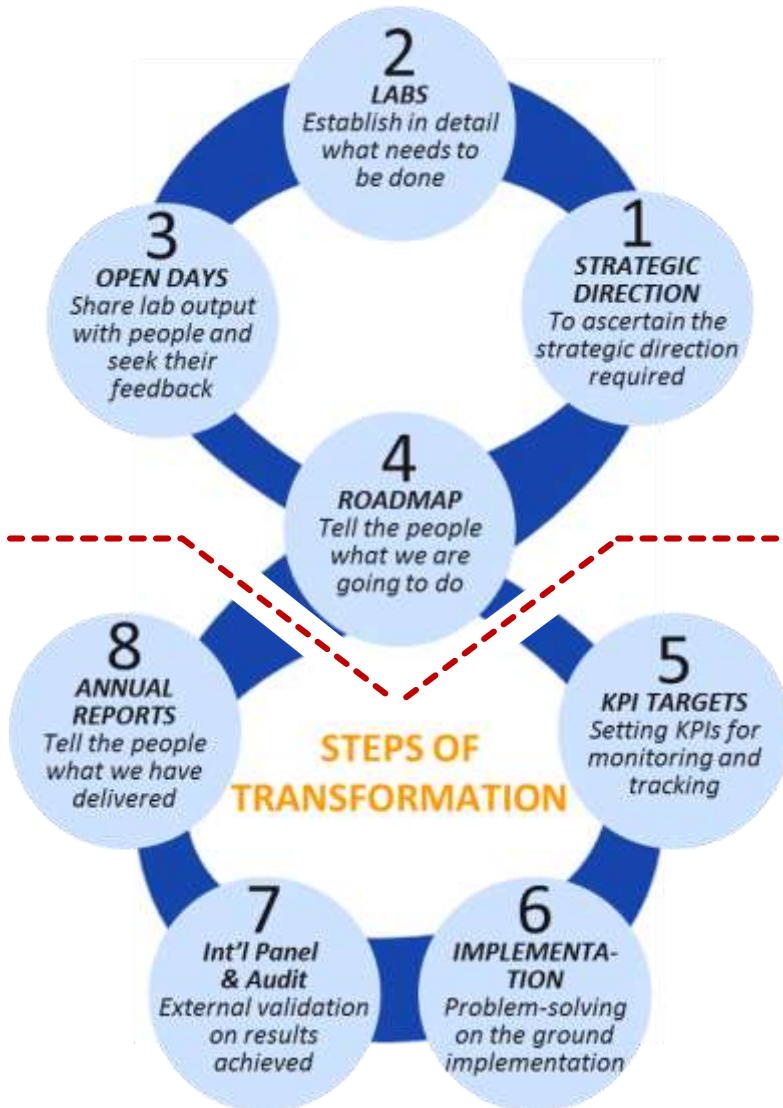 2
LABS
Establish in detail
what needs to
be done
1
STRATEGIC
DIRECTION
To ascertain the
strategic direction
required
3
OPEN DAYS
Share lab output
with people and
seek their
feedback
4
ROADMAP
Tell the people
what we are
going to do
8
ANNUAL
REPORTS
Tell the people
what we have
delivered
5
KPI TARGETS
Setting KPIs for
monitoring and
tracking
STEPS OF
TRANSFORMATION
7
Int'l Panel
& Audit
External validation
on results
achieved
6
IMPLEMENTA-
TION
Problem-solving
on the ground
implementation